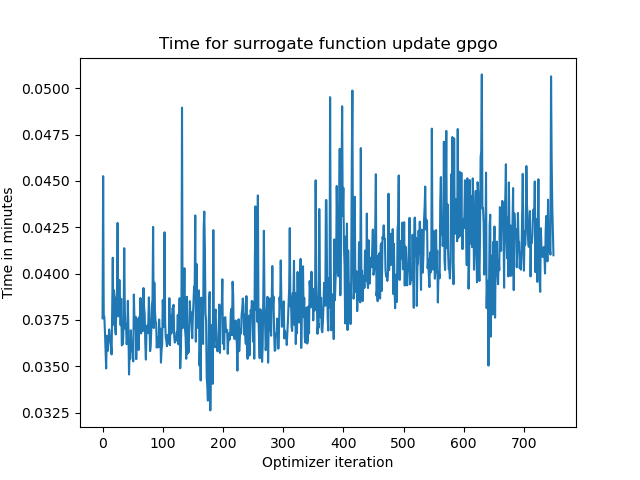 Time for surrogate function update gpgo
Time in minutes
0.0500
0.0475
0.0450
0.0425
0.0400
0.0375
0.0350
0.0325
0 100 200 300 400 500 600 700
Optimizer iteration